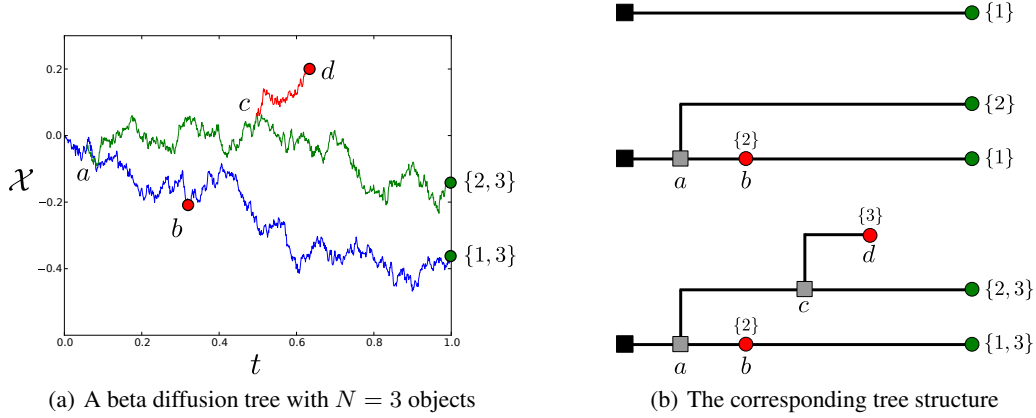 0.2
0.0
−0.2
−0.4
𝒳
a
b
c
d
{2, 3}
{1, 3}
0.0 0.2 0.4 0.6 0.8 1.0
t
(a) A beta diffusion tree with N = 3 objects
{1}
{2}
{2}
{1}
a b
{3}
d
{2, 3}
c
{2}
{1, 3}
a b
(b) The corresponding tree structure